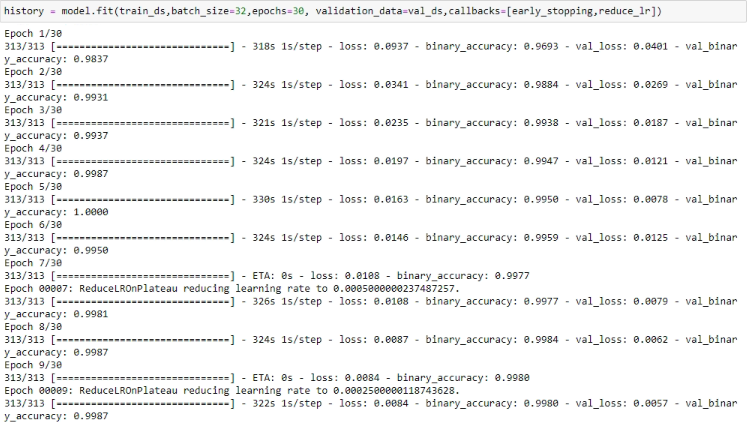 history = model.fit(train_ds,batch_size=32,epochs=30, validation_data=val_ds,callbacks=[early_stopping,reduce_lr])
Epoch 1/30
313/313 [==============================] - 318s 1s/step - loss: 0.0937 - binary_accuracy: 0.9693 - val_loss: 0.0401 - val_binar
y_accuracy: 0.9837
Epoch 2/30
313/313 [==============================] - 324s 1s/step - loss: 0.0341 - binary_accuracy: 0.9884 - val_loss: 0.0269 - val_binar
y_accuracy: 0.9931
Epoch 3/30
313/313 [==============================] - 321s 1s/step - loss: 0.0235 - binary_accuracy: 0.9938 - val_loss: 0.0187 - val_binar
y_accuracy: 0.9937
Epoch 4/30
313/313 [==============================] - 324s 1s/step - loss: 0.0197 - binary_accuracy: 0.9947 - val_loss: 0.0121 - val_binar
y_accuracy: 0.9987
Epoch 5/30
313/313 [==============================] - 330s 1s/step - loss: 0.0163 - binary_accuracy: 0.9950 - val_loss: 0.0078 - val_binar
y_accuracy: 1.0000
Epoch 6/30
313/313 [==============================] - 324s 1s/step - loss: 0.0146 - binary_accuracy: 0.9959 - val_loss: 0.0125 - val_binar
y_accuracy: 0.9950
Epoch 7/30
313/313 [==============================] - ETA: 0s - loss: 0.0108 - binary_accuracy: 0.9977
Epoch 00007: ReduceLROnPlateau reducing learning rate to 0.0005000000237487257.
313/313 [==============================] - 326s 1s/step - loss: 0.0108 - binary_accuracy: 0.9977 - val_loss: 0.0079 - val_binar
y_accuracy: 0.9981
Epoch 8/30
313/313 [==============================] - 324s 1s/step - loss: 0.0087 - binary_accuracy: 0.9984 - val_loss: 0.0062 - val_binar
y_accuracy: 0.9987
Epoch 9/30
313/313 [==============================] - ETA: 0s - loss: 0.0084 - binary_accuracy: 0.9980
Epoch 00009: ReduceLROnPlateau reducing learning rate to 0.0002500000118743628.
313/313 [==============================] - 322s 1s/step - loss: 0.0084 - binary_accuracy: 0.9980 - val_loss: 0.0057 - val_binar
y_accuracy: 0.9987